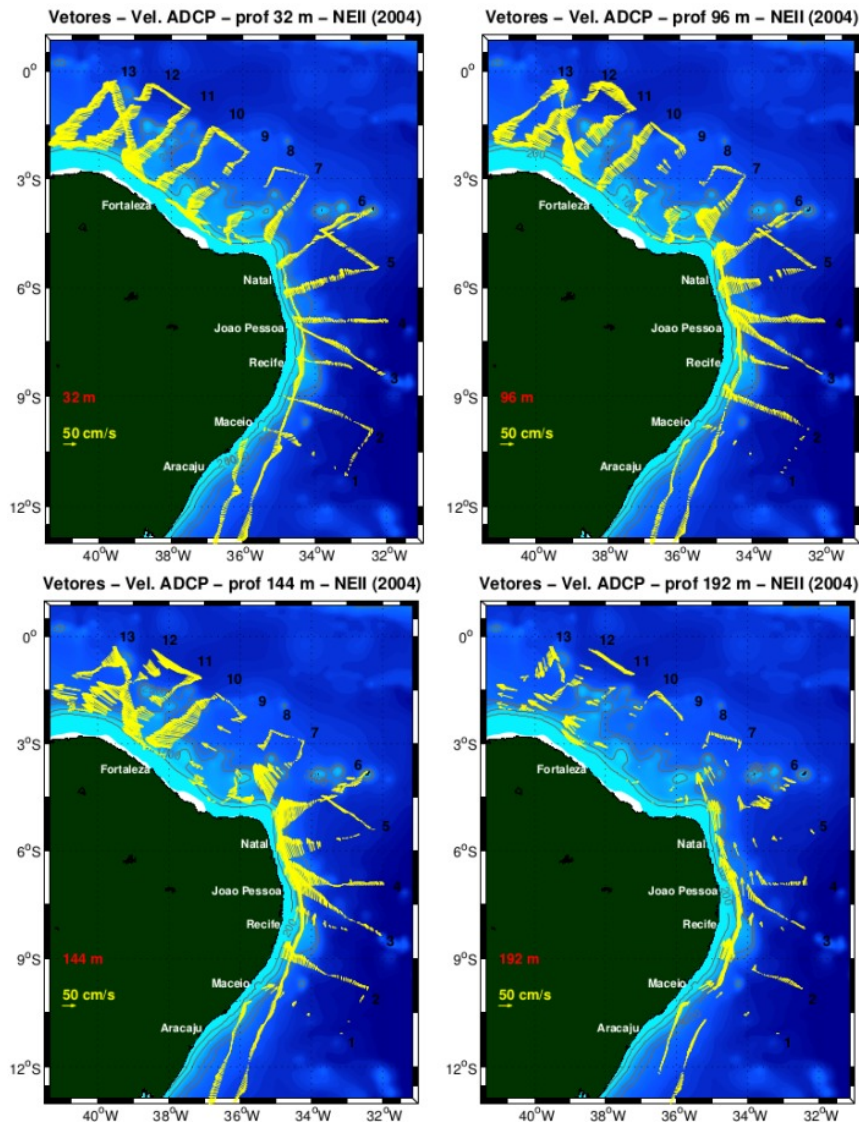 Vetores – Vel. ADCP – prof 32 m – NEII (2004)
0°
3°S
6°S
9°S
12°S
13
12
11
10
9
8
7
6
5
4
3
2
1
Fortaleza
Natal
Joao Pessoa
Recife
Maceio
Aracaju
200
32 m
50 cm/s
40°W 38°W 36°W 34°W 32°W
Vetores – Vel. ADCP – prof 96 m – NEII (2004)
0°
3°S
6°S
9°S
12°S
13
12
11
10
9
8
7
6
5
4
3
2
1
Fortaleza
Natal
Joao Pessoa
Recife
Maceio
Aracaju
96 m
50 cm/s
40°W 38°W 36°W 34°W 32°W
Vetores – Vel. ADCP – prof 144 m – NEII (2004)
0°
3°S
6°S
9°S
12°S
13
12
11
10
9
8
7
6
5
4
3
2
1
Fortaleza
Natal
Joao Pessoa
Recife
Maceio
Aracaju
200
144 m
50 cm/s
40°W 38°W 36°W 34°W 32°W
Vetores – Vel. ADCP – prof 192 m – NEII (2004)
0°
3°S
6°S
9°S
12°S
13
12
11
10
9
8
7
6
5
4
3
2
1
Fortaleza
Natal
Joao Pessoa
Recife
Maceio
Aracaju
192 m
50 cm/s
40°W 38°W 36°W 34°W 32°W